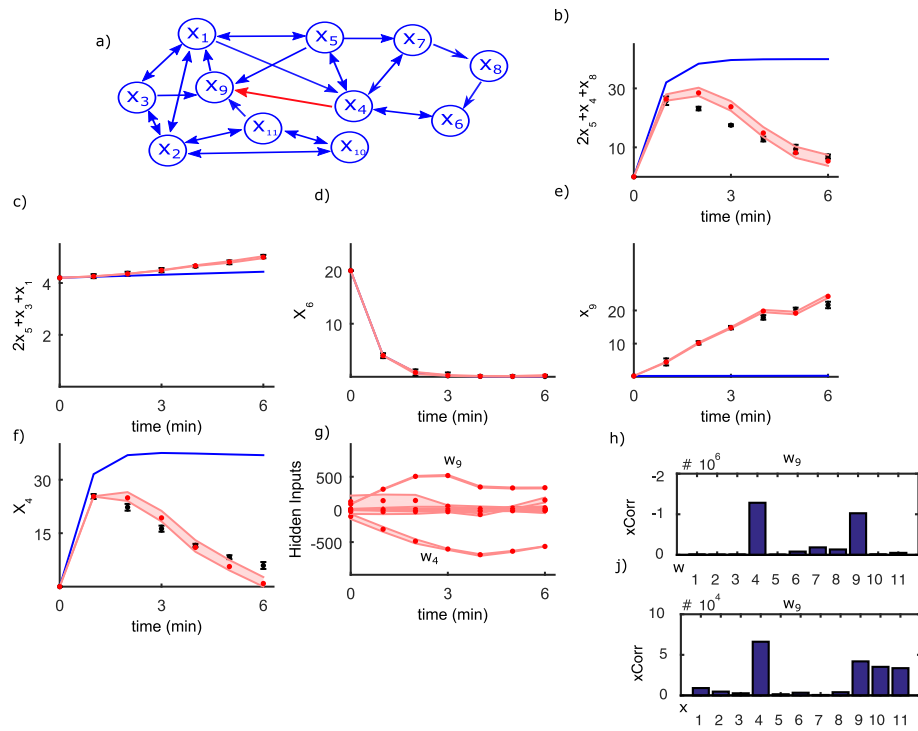 a)
x₁
x₅
x₇
x₈
x₉
x₃
x₄
x₆
x₁₁
x₂
x₁₀
b)
2x₅+x₄+x₈
30
10
0
3
6
time (min)
c)
2x₅+x₃+x₁
4
2
0
3
6
time (min)
d)
X₆
20
10
0
3
6
time (min)
e)
x₉
20
10
0
3
6
time (min)
f)
X₄
30
15
0
3
6
time (min)
g)
Hidden Inputs
500
0
-500
w₉
w₄
0
3
6
time (min)
h)
# 10⁶
w₉
xCorr
-2
-1
0
w
1 2 3 4 5 6 7 8 9 10 11
j)
# 10⁴
w₉
xCorr
10
5
0
x
1 2 3 4 5 6 7 8 9 10 11